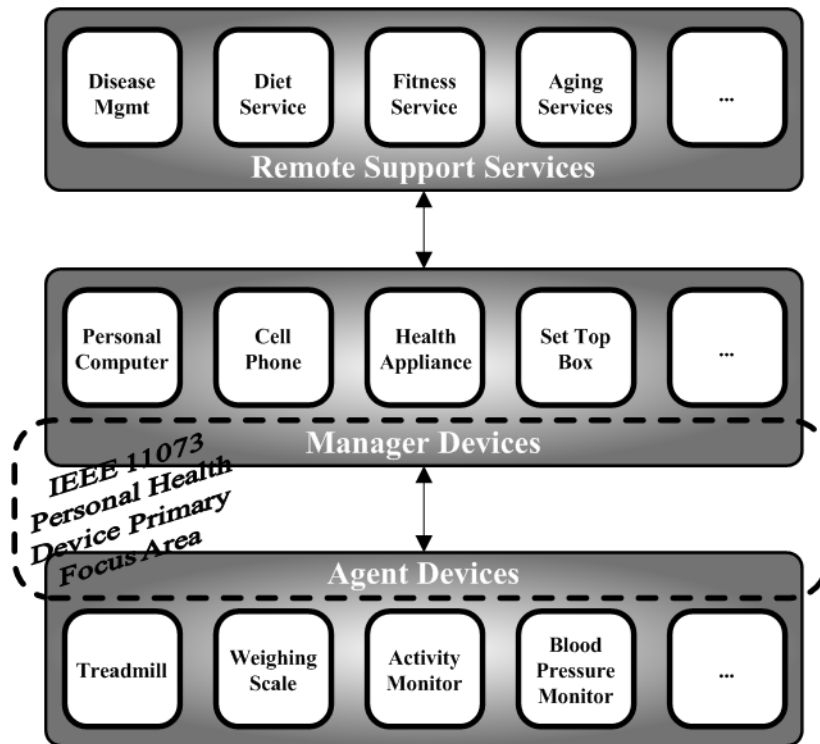 Disease
Mgmt
Diet
Service
Fitness
Service
Aging
Services
...
Remote Support Services
Personal
Computer
Cell
Phone
Health
Appliance
Set Top
Box
...
Manager Devices
IEEE 11073
Personal Health
Device Primary
Focus Area
Agent Devices
Treadmill
Weighing
Scale
Activity
Monitor
Blood
Pressure
Monitor
...